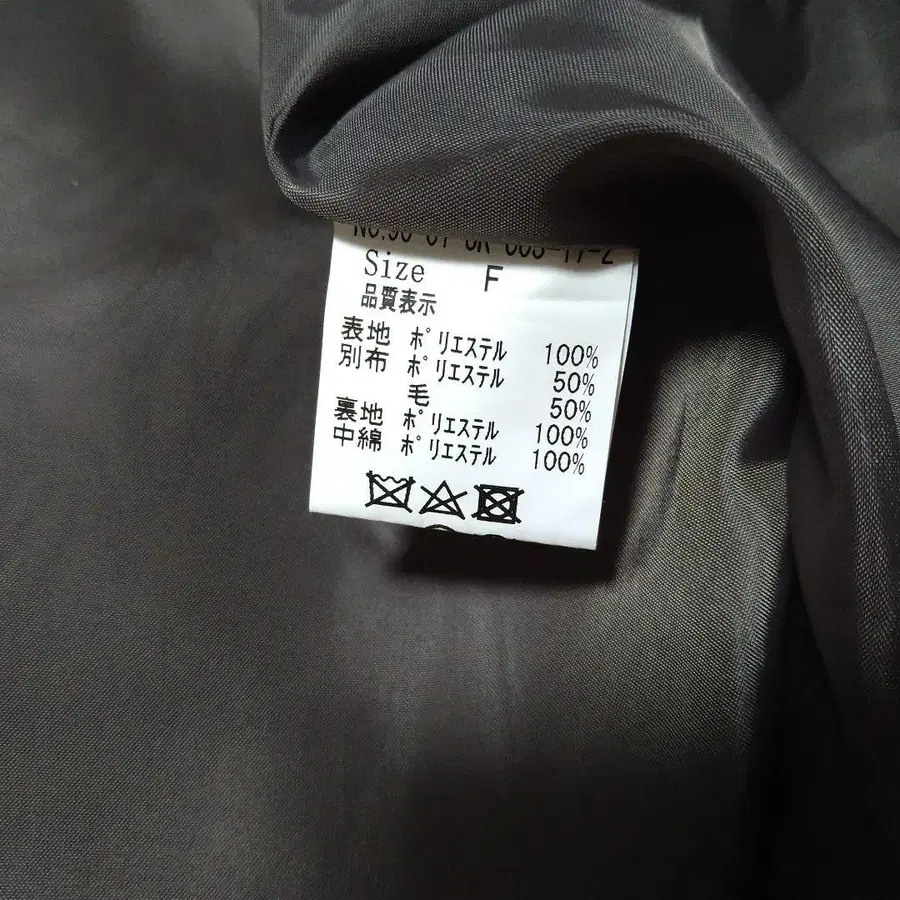 Size F
品質表示
表地 ポリエステル 100%
別布 ポリエステル 50%
毛 50%
裏地 ポリエステル 100%
中綿 ポリエステル 100%